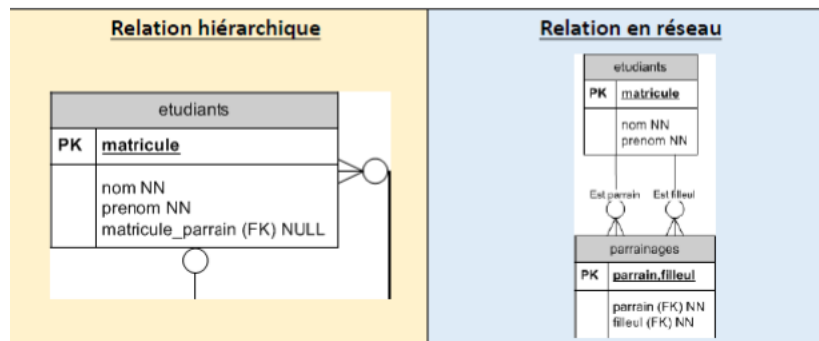 Relation hiérarchique
etudiants
PK matricule
nom NN
prenom NN
matricule_parrain (FK) NULL
Relation en réseau
etudiants
PK matricule
nom NN
prenom NN
Est parrain Est filleul
parrainages
PK parrain,filleul
parrain (FK) NN
filleul (FK) NN